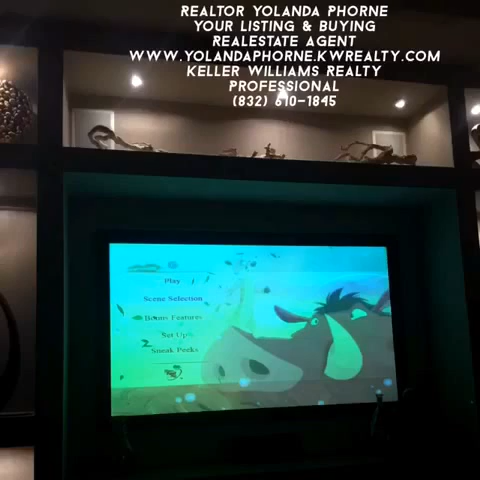 REALTOR YOLANDA PHORNE
YOUR LISTING & BUYING
REALESTATE AGENT
WWW.YOLANDAPHORNE.KWREALTY.COM
KELLER WILLIAMS REALTY
PROFESSIONAL
(832) 610-1845
Play
Scene Selection
Bonus Features
Set Up
Sneak Peeks